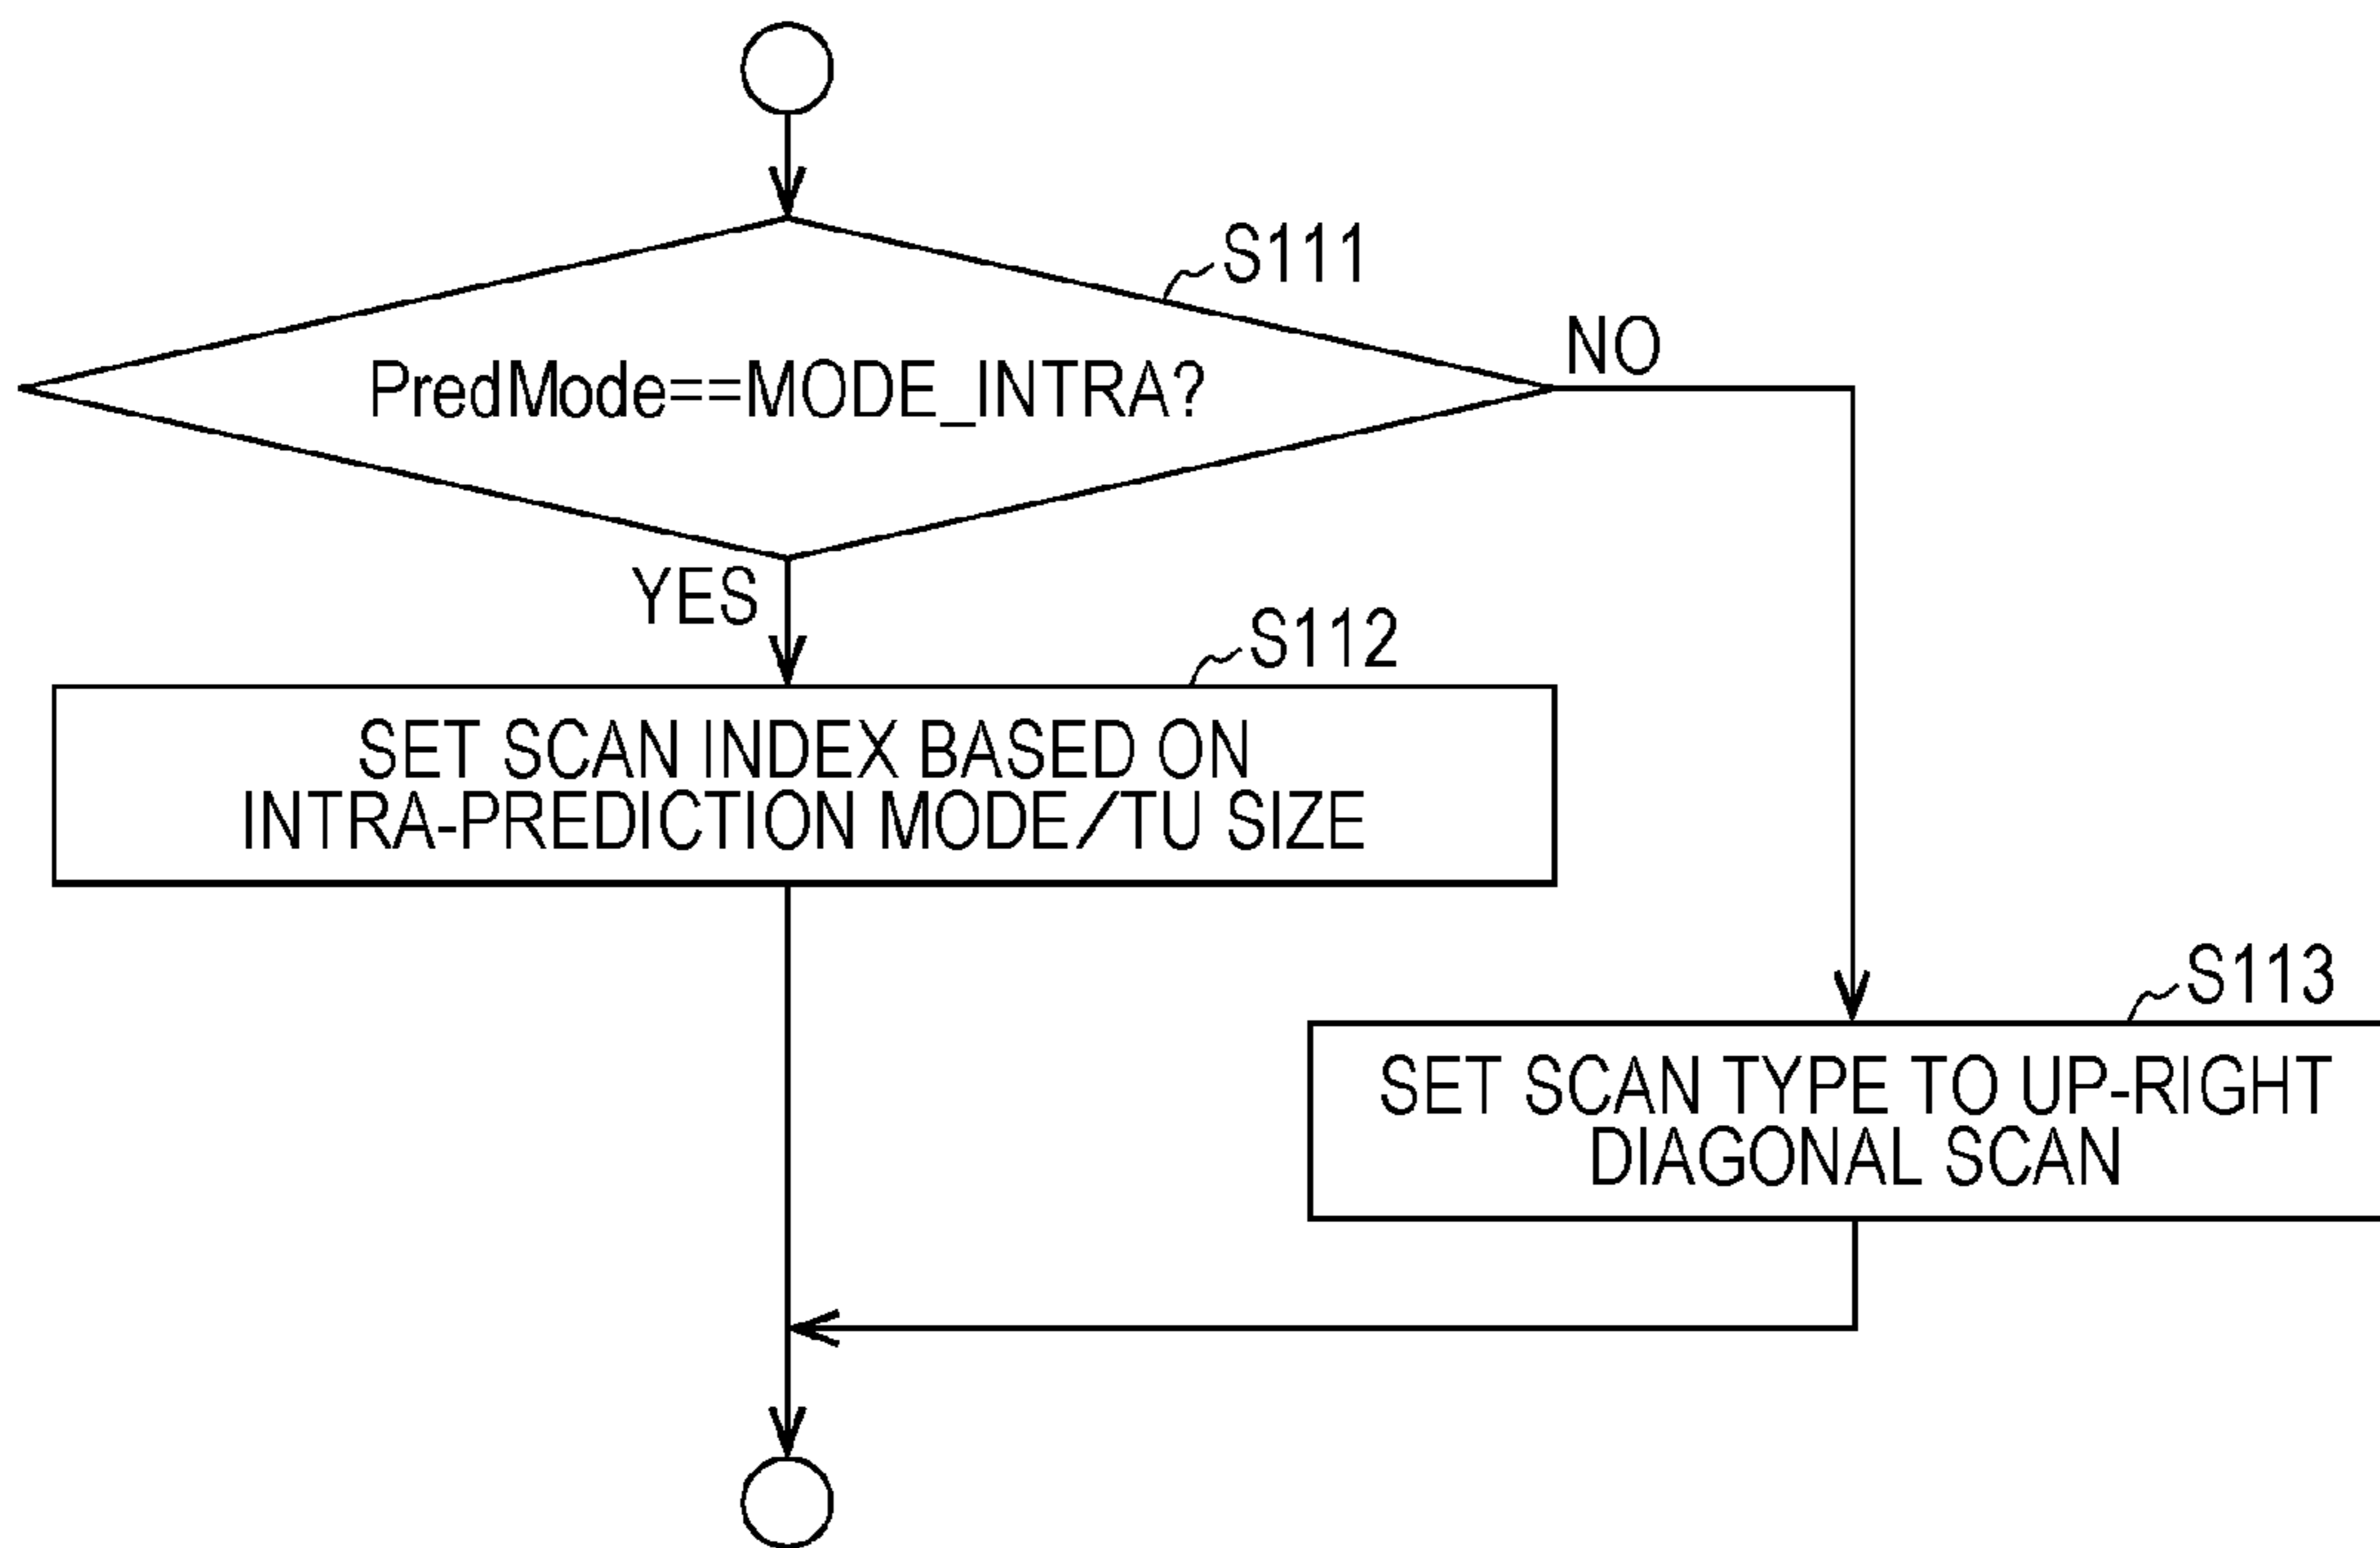 S111
PredMode==MODE_INTRA?
NO
YES
S112
SET SCAN INDEX BASED ON
INTRA-PREDICTION MODE/TU SIZE
S113
SET SCAN TYPE TO UP-RIGHT
DIAGONAL SCAN